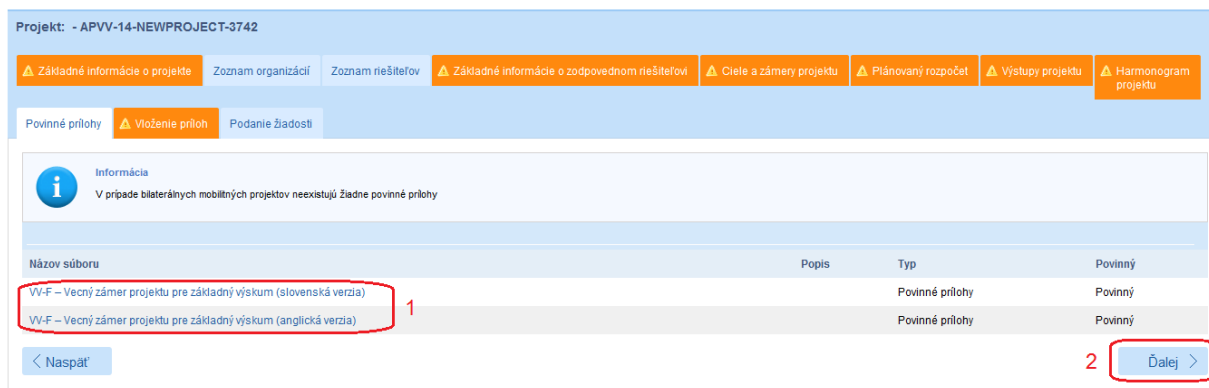 Projekt: - APVV-14-NEWPROJECT-3742
Základné informácie o projekte Zoznam organizácií Zoznam riešiteľov Základné informácie o zodpovednom riešiteľovi Ciele a zámery projektu Plánovaný rozpočet Výstupy projektu Harmonogram
projektu
Povinné prílohy Vloženie príloh Podanie žiadosti
Informácia
V prípade bilaterálnych mobilitných projektov neexistujú žiadne povinné prílohy
Názov súboru Popis Typ Povinný
VV-F – Vecný zámer projektu pre základný výskum (slovenská verzia) Povinné prílohy Povinný
1
VV-F – Vecný zámer projektu pre základný výskum (anglická verzia) Povinné prílohy Povinný
< Naspäť 2 Ďalej >